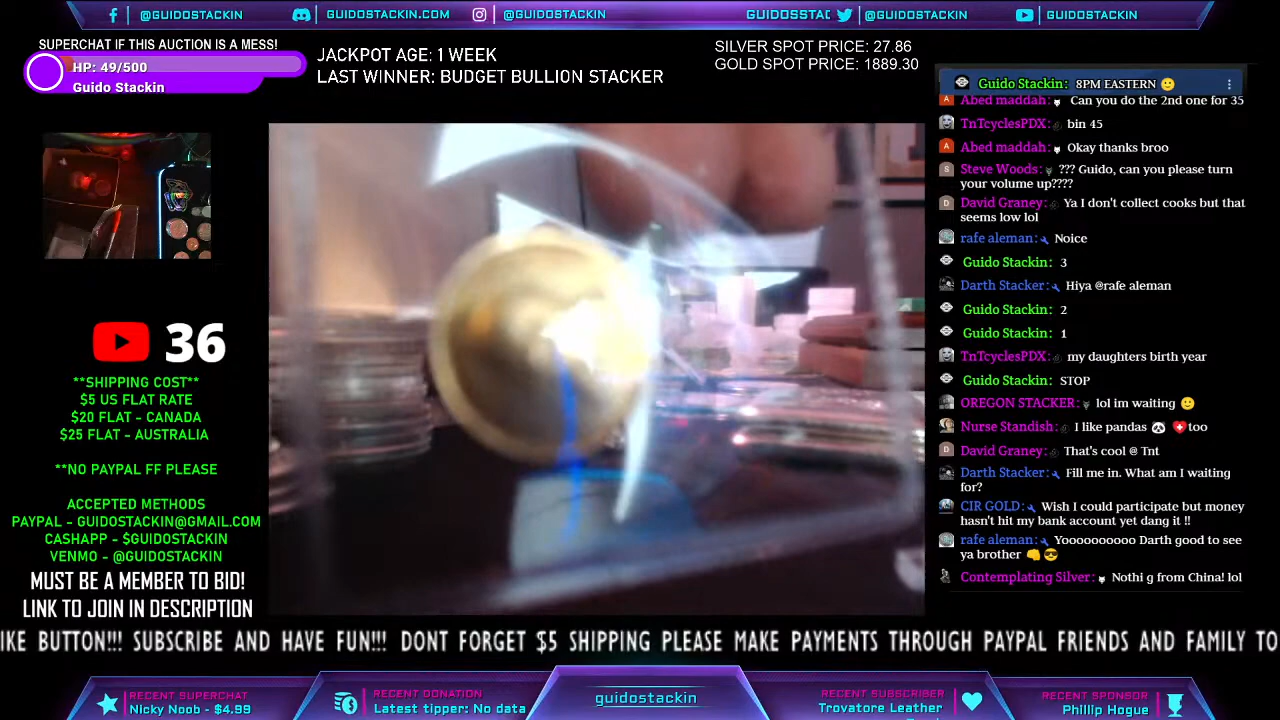 @GUIDOSTACKIN
GUIDOSTACKIN.COM
@GUIDOSTACKIN
GUIDOSSTAC
@GUIDOSTACKIN
GUIDOSTACKIN
SUPERCHAT IF THIS AUCTION IS A MESS!
HP: 49/500
Guido Stackin
JACKPOT AGE: 1 WEEK
LAST WINNER: BUDGET BULLION STACKER
SILVER SPOT PRICE: 27.86
GOLD SPOT PRICE: 1889.30
36
**SHIPPING COST**
$5 US FLAT RATE
$20 FLAT - CANADA
$25 FLAT - AUSTRALIA
**NO PAYPAL FF PLEASE
ACCEPTED METHODS
PAYPAL - GUIDOSTACKIN@GMAIL.COM
CASHAPP - $GUIDOSTACKIN
VENMO - @GUIDOSTACKIN
MUST BE A MEMBER TO BID!
LINK TO JOIN IN DESCRIPTION
Guido Stackin: 8PM EASTERN 🙂
Abed maddah: Can you do the 2nd one for 35
TnTcyclesPDX: bin 45
Abed maddah: Okay thanks broo
Steve Woods: ??? Guido, can you please turn
your volume up????
David Graney: Ya I don't collect cooks but that
seems low lol
rafe aleman: Noice
Guido Stackin: 3
Darth Stacker: Hiya @rafe aleman
Guido Stackin: 2
Guido Stackin: 1
TnTcyclesPDX: my daughters birth year
Guido Stackin: STOP
OREGON STACKER: lol im waiting 🙂
Nurse Standish: I like pandas 🐼 too
David Graney: That's cool @ Tnt
Darth Stacker: Fill me in. What am I waiting
for?
CIR GOLD: Wish I could participate but money
hasn't hit my bank account yet dang it !!
rafe aleman: Yooooooooo Darth good to see
ya brother 👊😎
Contemplating Silver: Nothi g from China! lol
IKE BUTTON!!! SUBSCRIBE AND HAVE FUN!!! DONT FORGET $5 SHIPPING PLEASE MAKE PAYMENTS THROUGH PAYPAL FRIENDS AND FAMILY TO
RECENT SUPERCHAT
Nicky Noob - $4.99
RECENT DONATION
Latest tipper: No data
guidostackin
RECENT SUBSCRIBER
Trovatore Leather
RECENT SPONSOR
Phillip Hogue